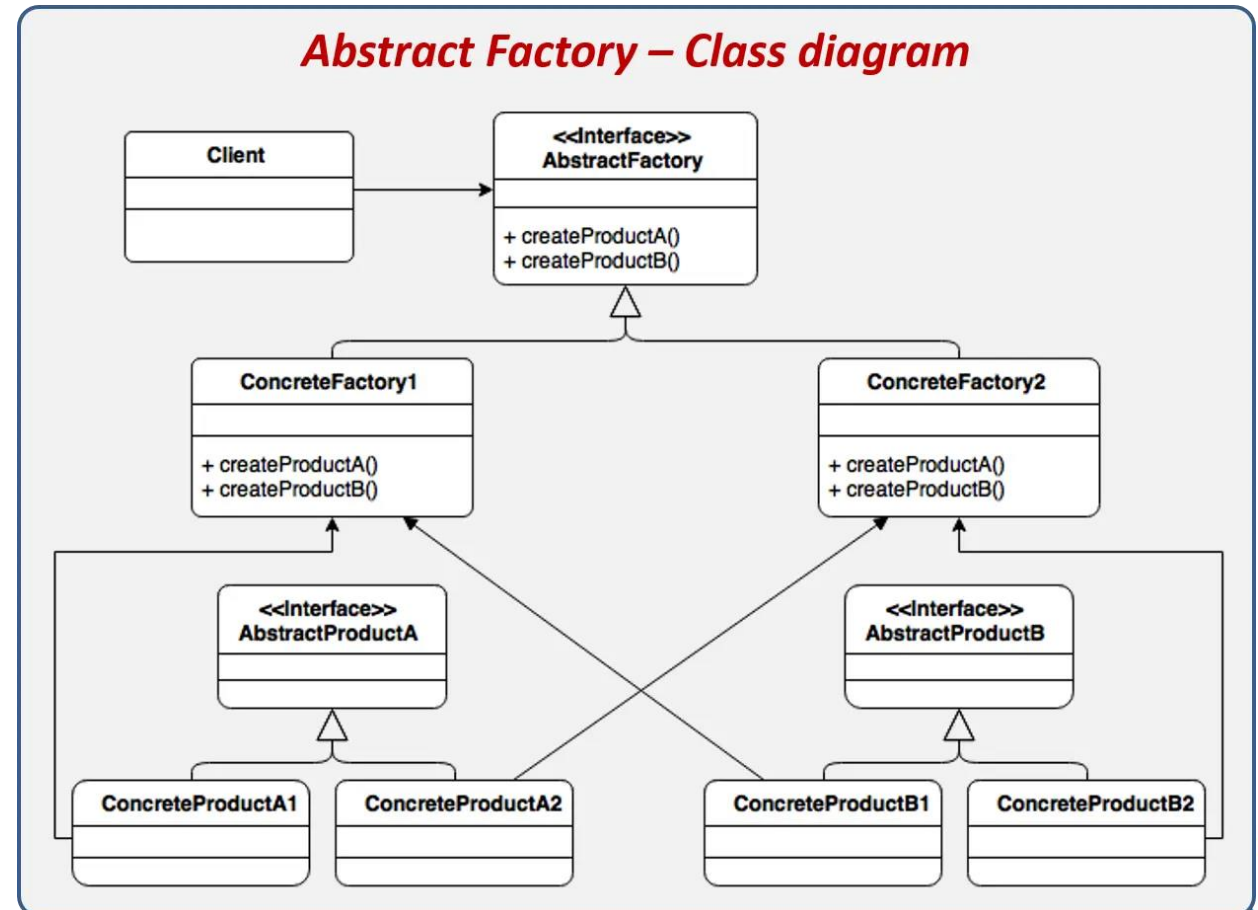 Abstract Factory – Class diagram
Client
<<Interface>>
AbstractFactory
+ createProductA()
+ createProductB()
ConcreteFactory1
+ createProductA()
+ createProductB()
ConcreteFactory2
+ createProductA()
+ createProductB()
<<Interface>>
AbstractProductA
<<Interface>>
AbstractProductB
ConcreteProductA1
ConcreteProductA2
ConcreteProductB1
ConcreteProductB2